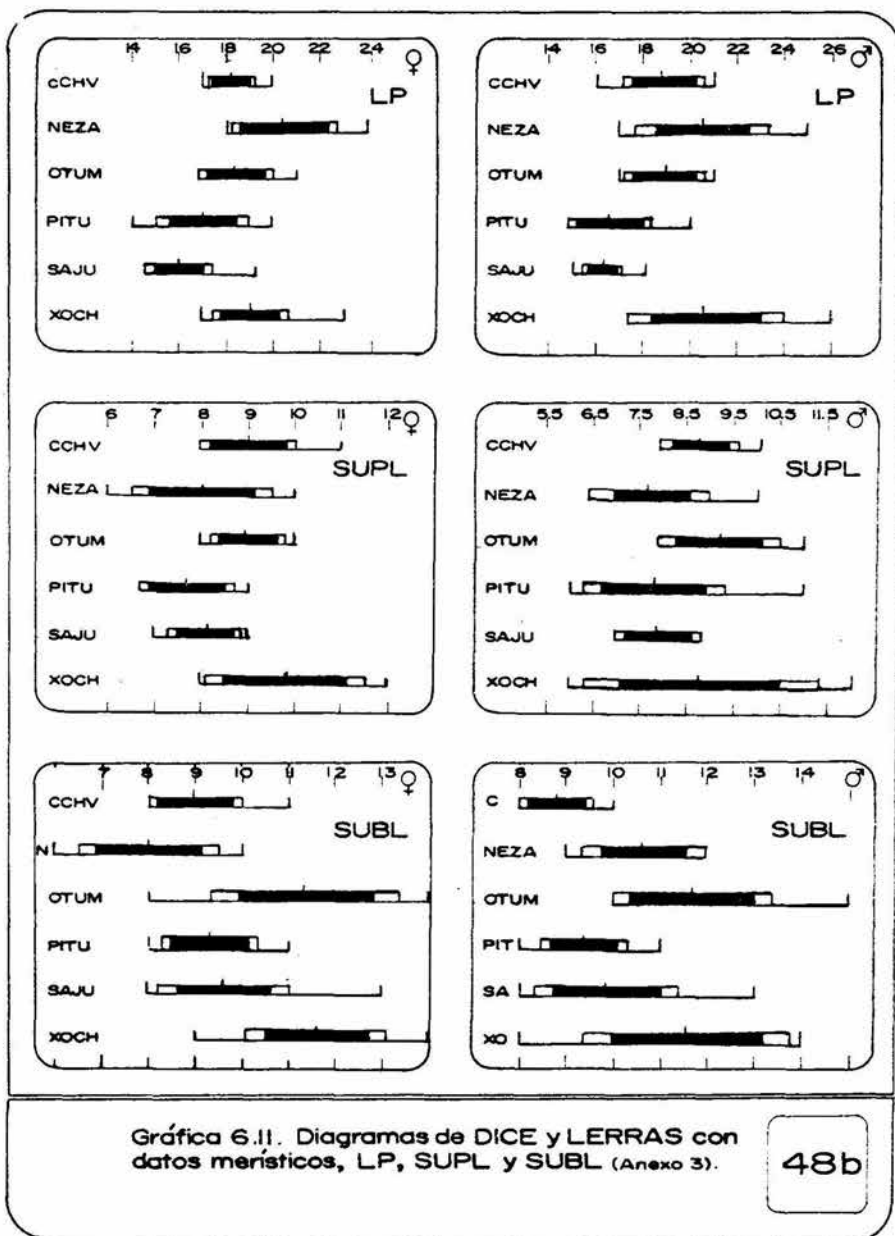 14 16 18 20 22 24 ♀
CCHV
LP
NEZA
OTUM
PITU
SAJU
XOCH
14 16 18 20 22 24 26 ♂
CCHV
LP
NEZA
OTUM
PITU
SAJU
XOCH
6 7 8 9 10 11 12 ♀
CCHV
SUPL
NEZA
OTUM
PITU
SAJU
XOCH
5.5 6.5 7.5 8.5 9.5 10.5 11.5 ♂
CCHV
SUPL
NEZA
OTUM
PITU
SAJU
XOCH
7 8 9 10 11 12 13 ♀
CCHV
SUBL
N
OTUM
PITU
SAJU
XOCH
8 9 10 11 12 13 14 ♂
C
SUBL
NEZA
OTUM
PIT
SA
XO
Gráfica 6.11. Diagramas de DICE y LERRAS con
datos merísticos, LP, SUPL y SUBL (Anexo 3).
48b